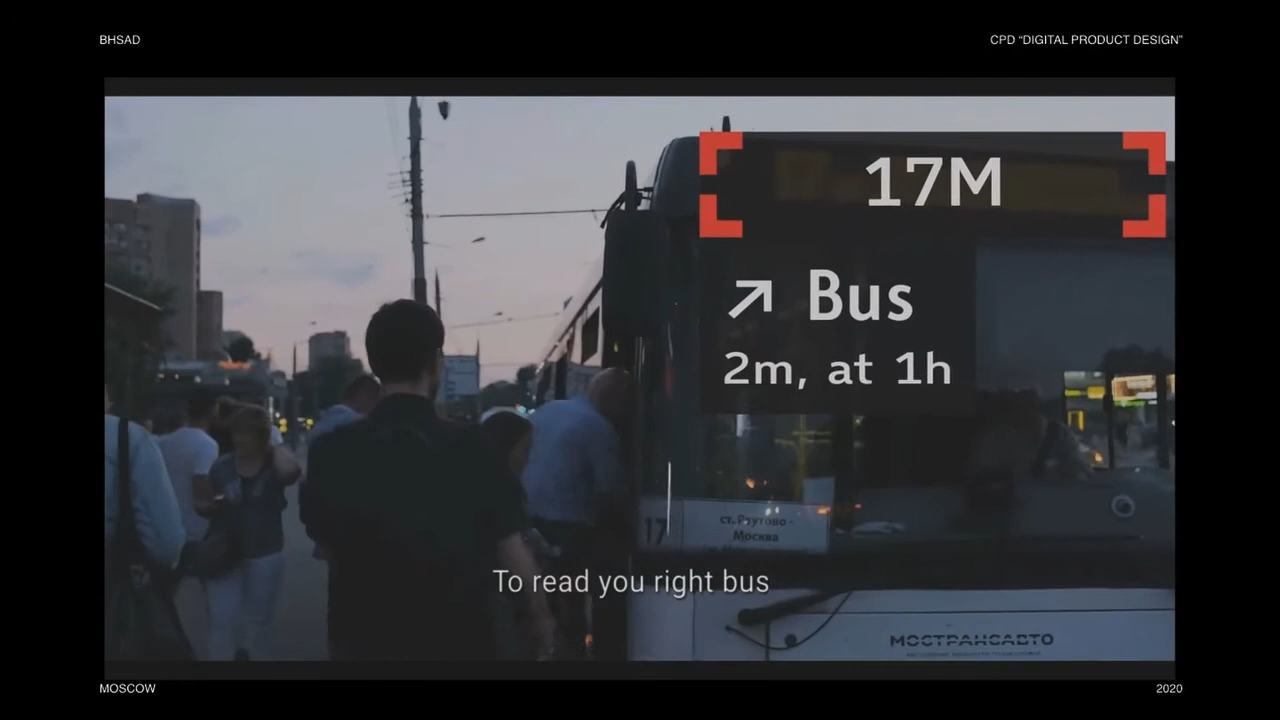 BHSAD
CPD “DIGITAL PRODUCT DESIGN”
17M
↗ Bus
2m, at 1h
17
ст. Реутово -
Москва
To read you right bus
МОСТРАНСАВТО
MOSCOW
2020